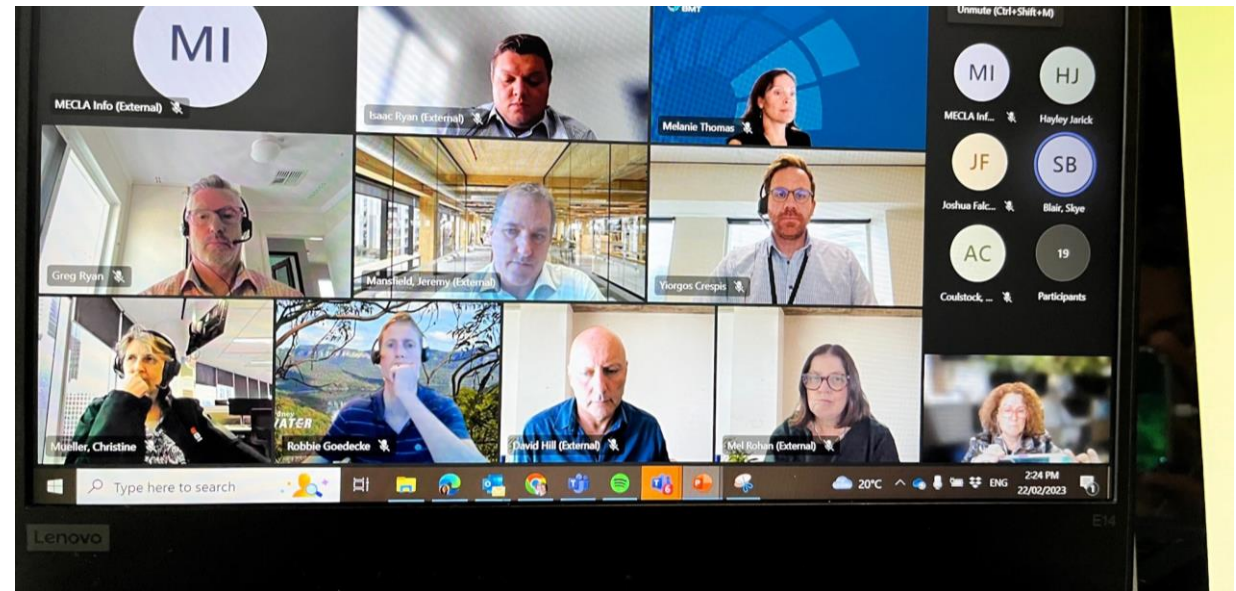 MI
MECLA Info (External)
Isaac Ryan (External)
BMT
Melanie Thomas
Unmute (Ctrl+Shift+M)
MI
HJ
MECLA Inf...
Hayley Jarick
JF
SB
Joshua Falc...
Blair, Skye
AC
19
Coulstock, ...
Participants
Greg Ryan
Mansfield, Jeremy (External)
Yiorgos Crespis
Mueller, Christine
WATER
Robbie Goedecke
David Hill (External)
Mel Rohan (External)
Type here to search
20°C
ENG
2:24 PM
22/02/2023
1
Lenovo
E14